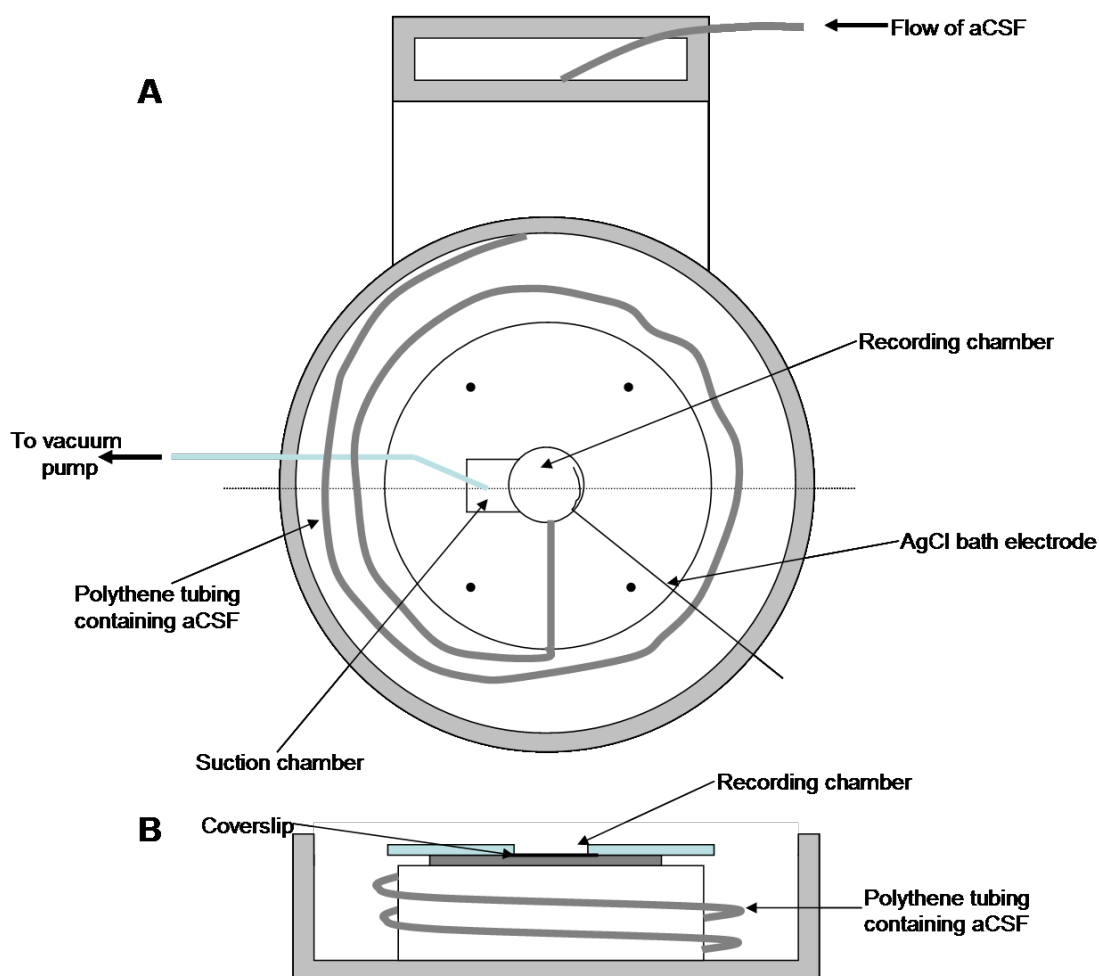 Flow of aCSF
A
Recording chamber
To vacuum
pump
AgCl bath electrode
Polythene tubing
containing aCSF
Suction chamber
Recording chamber
B
Coverslip
Polythene tubing
containing aCSF